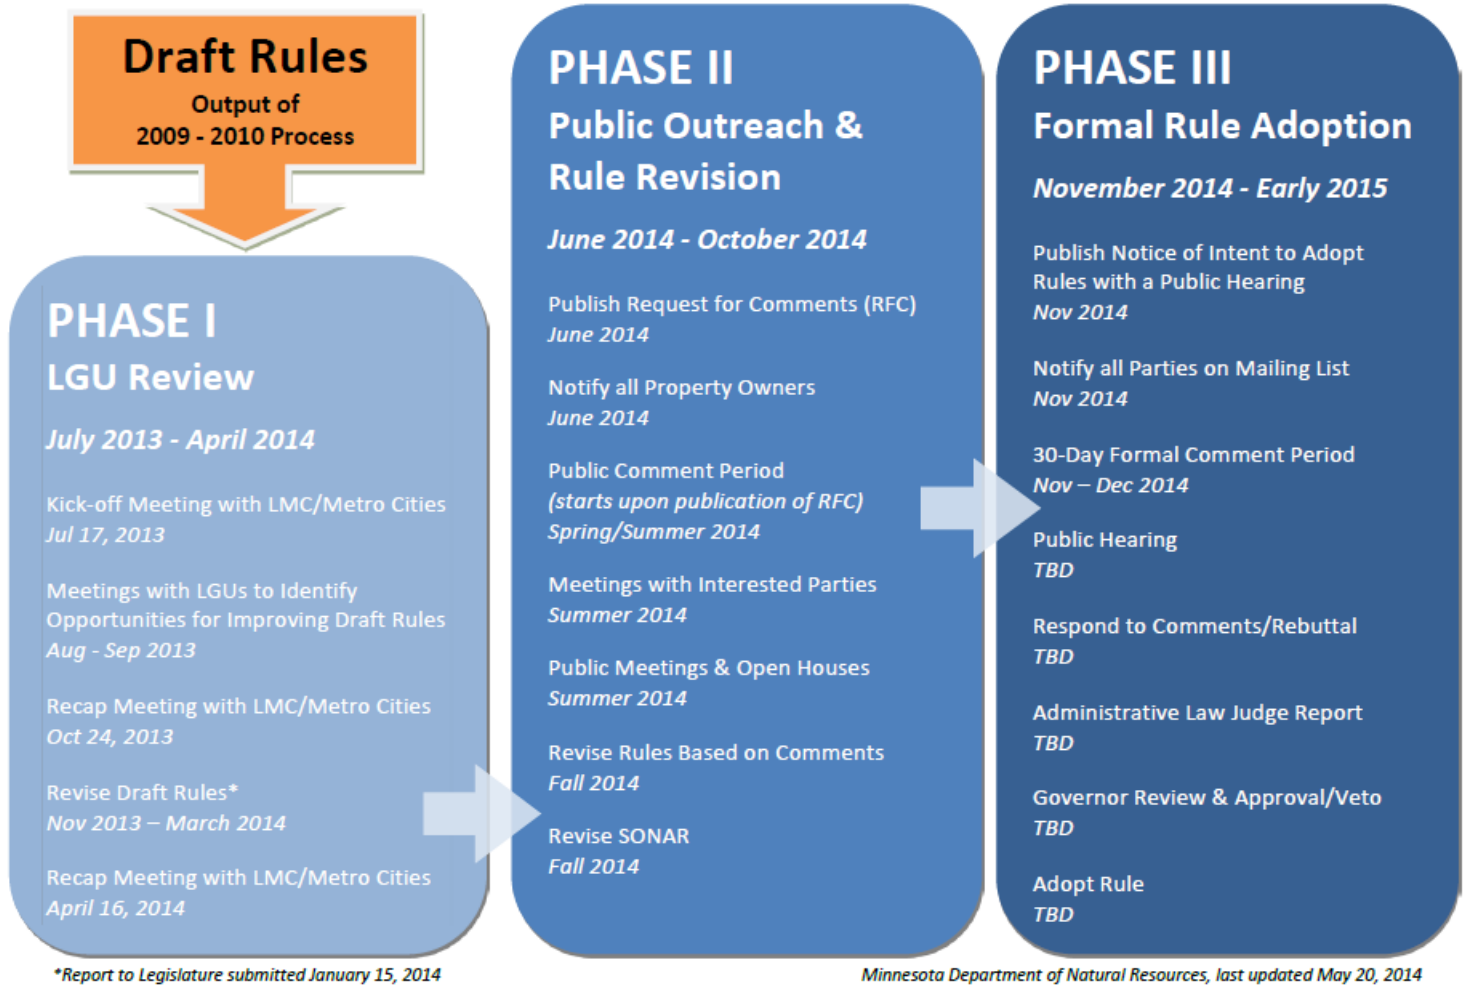 Draft Rules
Output of
2009 - 2010 Process
PHASE I
LGU Review
July 2013 - April 2014
Kick-off Meeting with LMC/Metro Cities
Jul 17, 2013
Meetings with LGUs to Identify
Opportunities for Improving Draft Rules
Aug - Sep 2013
Recap Meeting with LMC/Metro Cities
Oct 24, 2013
Revise Draft Rules*
Nov 2013 – March 2014
Recap Meeting with LMC/Metro Cities
April 16, 2014
*Report to Legislature submitted January 15, 2014
PHASE II
Public Outreach &
Rule Revision
June 2014 - October 2014
Publish Request for Comments (RFC)
June 2014
Notify all Property Owners
June 2014
Public Comment Period
(starts upon publication of RFC)
Spring/Summer 2014
Meetings with Interested Parties
Summer 2014
Public Meetings & Open Houses
Summer 2014
Revise Rules Based on Comments
Fall 2014
Revise SONAR
Fall 2014
PHASE III
Formal Rule Adoption
November 2014 - Early 2015
Publish Notice of Intent to Adopt
Rules with a Public Hearing
Nov 2014
Notify all Parties on Mailing List
Nov 2014
30-Day Formal Comment Period
Nov – Dec 2014
Public Hearing
TBD
Respond to Comments/Rebuttal
TBD
Administrative Law Judge Report
TBD
Governor Review & Approval/Veto
TBD
Adopt Rule
TBD
Minnesota Department of Natural Resources, last updated May 20, 2014